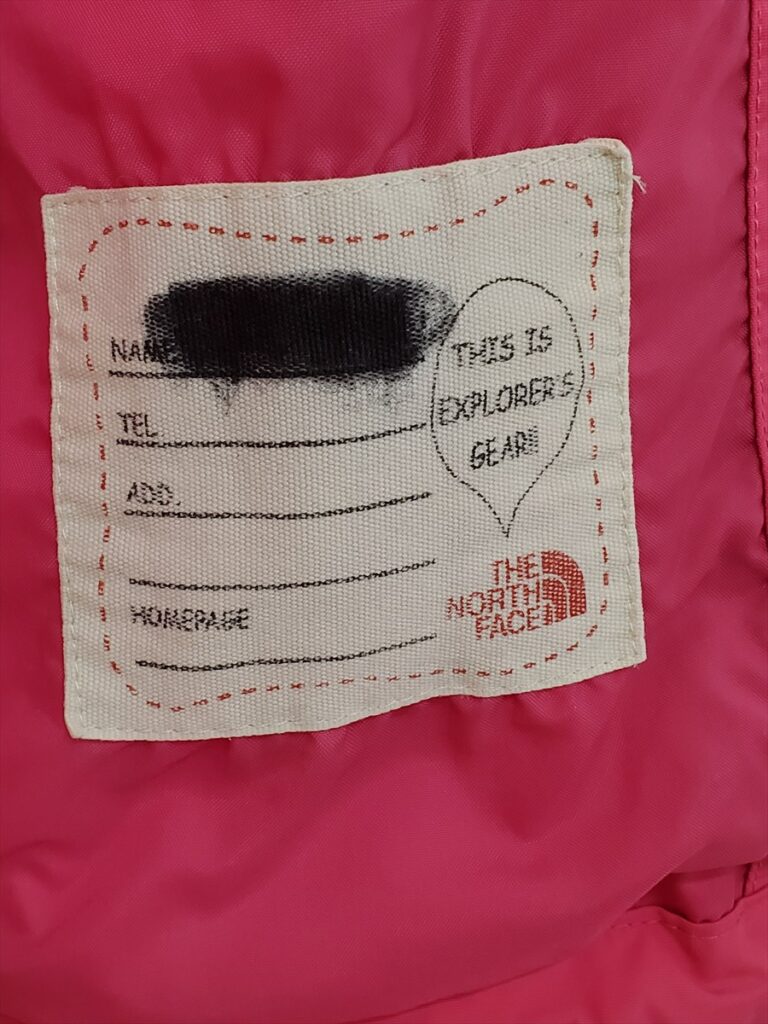 NAME
TEL
ADD.
HOMEPAGE
THIS IS
EXPLORER'S
GEAR!!
THE
NORTH
FACE